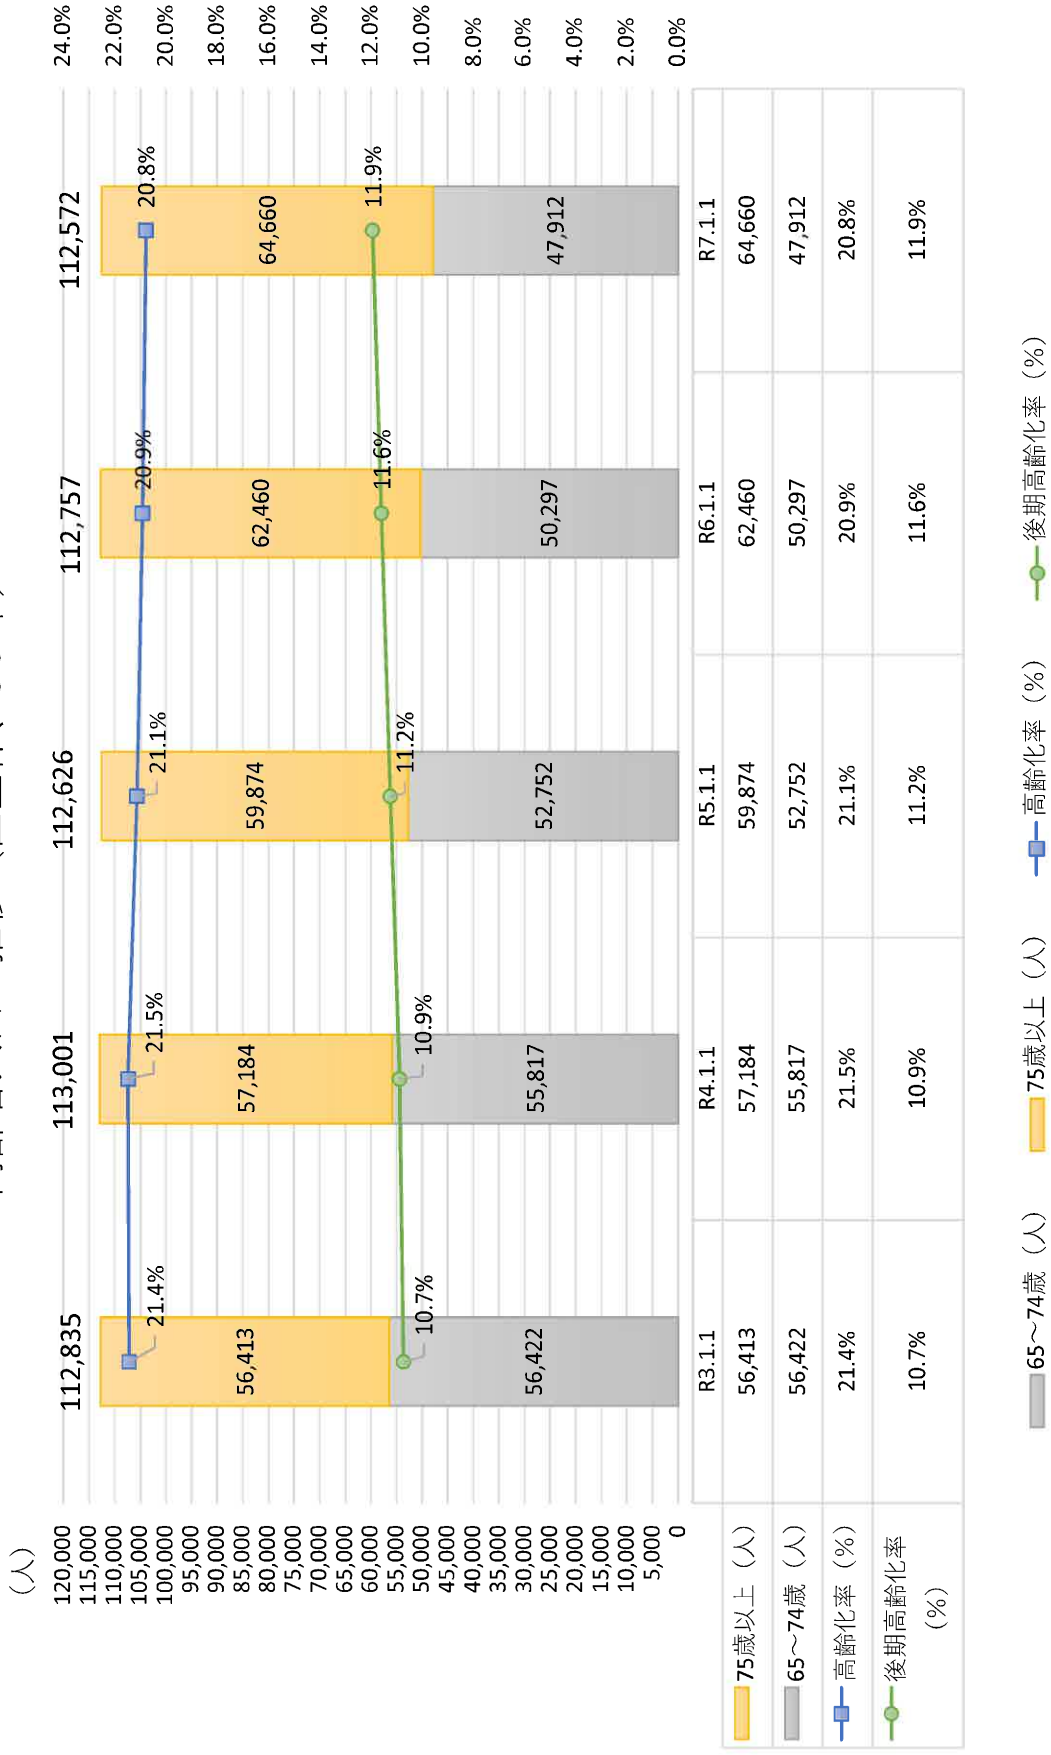 (人)
120,000
115,000
110,000
105,000
100,000
95,000
90,000
85,000
80,000
75,000
70,000
65,000
60,000
55,000
50,000
45,000
40,000
35,000
30,000
25,000
20,000
15,000
10,000
5,000
0
112,835 113,001 112,626 112,757 112,572
21.4% 21.5% 21.1% 20.9% 20.8%
56,413 57,184 59,874 62,460 64,660
10.7% 10.9% 11.2% 11.6% 11.9%
56,422 55,817 52,752 50,297 47,912
24.0%
22.0%
20.0%
18.0%
16.0%
14.0%
12.0%
10.0%
8.0%
6.0%
4.0%
2.0%
0.0%
R3.1.1 R4.1.1 R5.1.1 R6.1.1 R7.1.1
75歳以上(人) 56,413 57,184 59,874 62,460 64,660
65~74歳(人) 56,422 55,817 52,752 50,297 47,912
高齢化率(%) 21.4% 21.5% 21.1% 20.9% 20.8%
後期高齢化率
(%) 10.7% 10.9% 11.2% 11.6% 11.9%
65~74歳(人) 75歳以上(人) 高齢化率(%) 後期高齢化率(%)